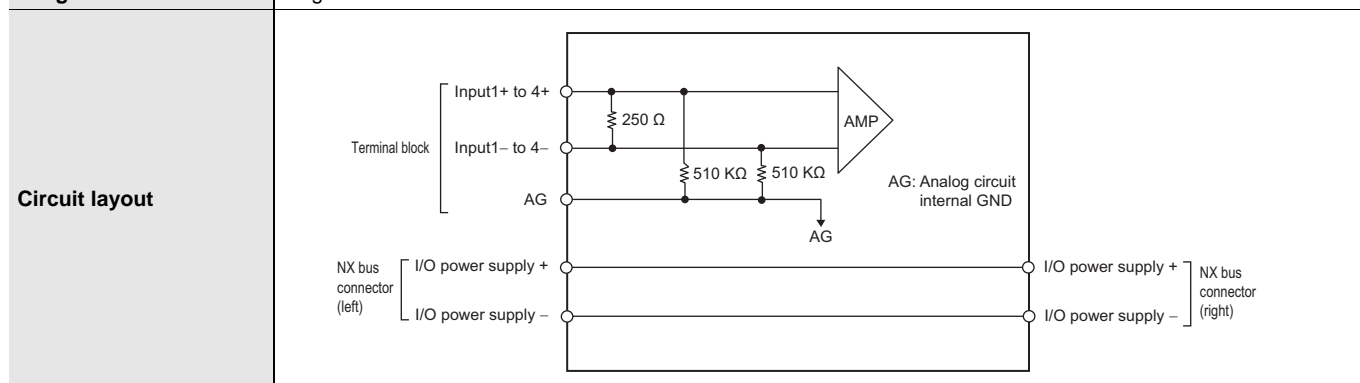 Circuit layout
Input1+ to 4+
250 Ω
AMP
Terminal block
Input1– to 4–
510 KΩ
510 KΩ
AG: Analog circuit
internal GND
AG
AG
NX bus
connector
(left)
I/O power supply +
I/O power supply –
I/O power supply +
I/O power supply –
NX bus
connector
(right)